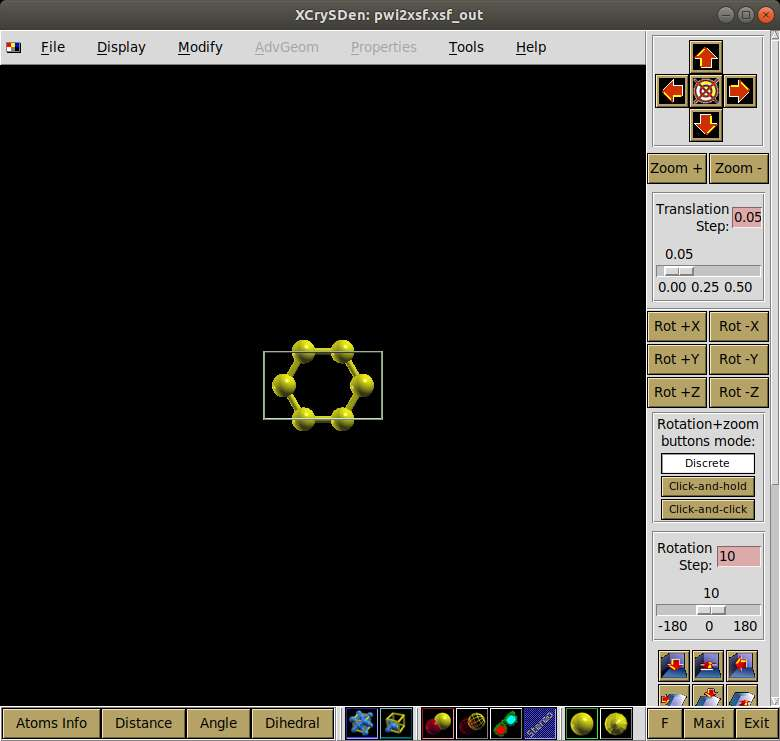 XCrySDen: pwi2xsf.xsf_out
File Display Modify AdvGeom Properties Tools Help
Zoom + Zoom -
Translation
Step: 0.05
0.05
0.00 0.25 0.50
Rot +X Rot -X
Rot +Y Rot -Y
Rot +Z Rot -Z
Rotation+zoom
buttons mode:
Discrete
Click-and-hold
Click-and-click
Rotation
Step: 10
10
-180 0 180
Atoms Info Distance Angle Dihedral Stereo F Maxi Exit